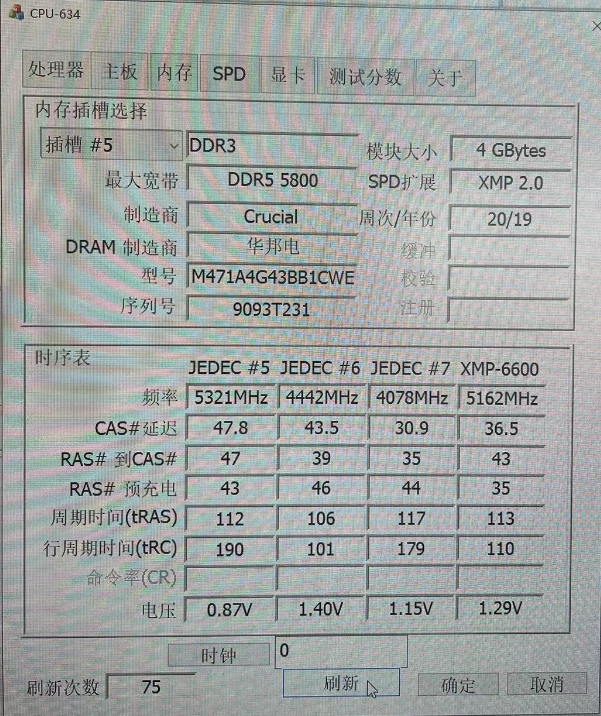 CPU-634
处理器 主板 内存 SPD 显卡 测试分数 关于
内存插槽选择
插槽 #5 DDR3 模块大小 4 GBytes
最大宽带 DDR5 5800 SPD扩展 XMP 2.0
制造商 Crucial 周次/年份 20/19
DRAM 制造商 华邦电 缓冲
型号 M471A4G43BB1CWE 校验
序列号 9093T231 注册
时序表
JEDEC #5 JEDEC #6 JEDEC #7 XMP-6600
频率 5321MHz 4442MHz 4078MHz 5162MHz
CAS#延迟 47.8 43.5 30.9 36.5
RAS# 到CAS# 47 39 35 43
RAS# 预充电 43 46 44 35
周期时间(tRAS) 112 106 117 113
行周期时间(tRC) 190 101 179 110
命令率(CR)
电压 0.87V 1.40V 1.15V 1.29V
时钟 0
刷新次数 75 刷新 确定 取消